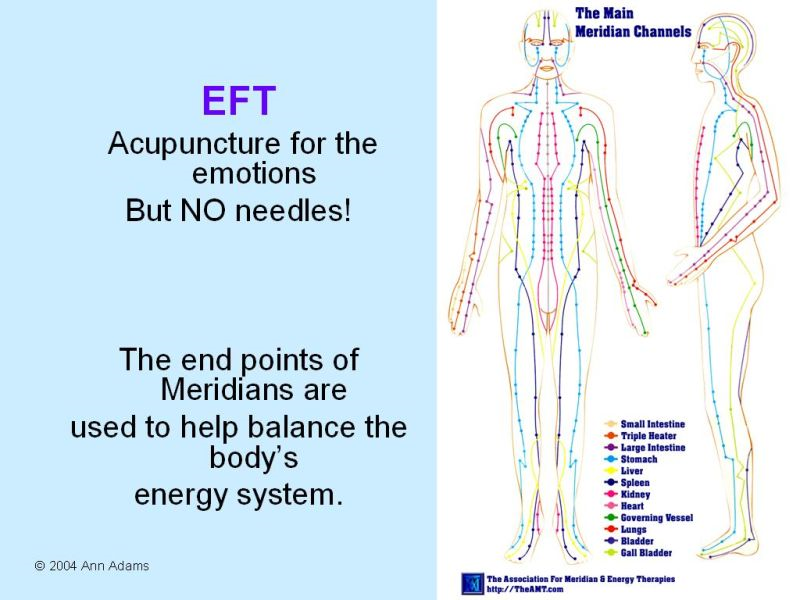 EFT
Acupuncture for the
emotions
But NO needles!
The end points of
Meridians are
used to help balance the
body's
energy system.
© 2004 Ann Adams
The Main
Meridian Channels
Small Intestine
Triple Heater
Large Intestine
Stomach
Liver
Spleen
Kidney
Heart
Governing Vessel
Lungs
Bladder
Gall Bladder
The Association For Meridian & Energy Therapies
http://TheAMT.com